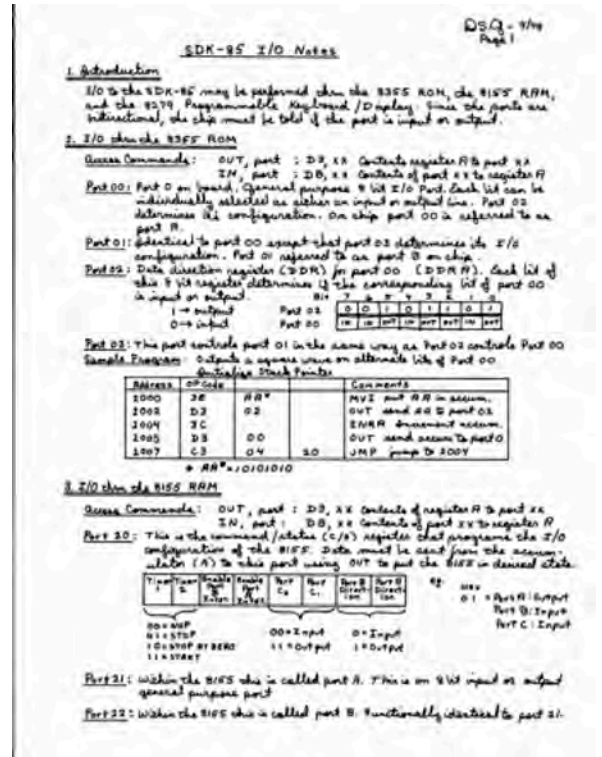 DSG - 9/79
Page 1
SDK-85 I/O Notes
1. Introduction
I/O to the SDK-85 may be performed thru the 8355 ROM, the 8155 RAM,
and the 8279 Programmable Keyboard/Display. Since the ports are
bidirectional, the chip must be told if the port is input or output.
2. I/O thru the 8355 ROM
Access Commands: OUT, port : D3, XX Contents register A to port XX
IN, port : DB, XX Contents of port XX to register A
Port 00: Port 0 on board. General purpose 8 bit I/O Port. Each bit can be
individually selected as either an input or output line. Port 02
determines its configuration. On chip port 00 is referred to as
port A.
Port 01: Identical to port 00 except that port 03 determines its I/O
configuration. Port 01 referred to as port B on chip.
Port 02: Data direction register (DDR) for port 00 (DDRA). Each bit of
this 8 bit register determines if the corresponding bit of port 00
is input or output. Bit 7 6 5 4 3 2 1 0
1 → output Port 02 0 0 1 0 1 1 0 1
0 → input Port 00 IN IN OUT IN OUT OUT IN OUT
Port 03: This port controls port 01 in the same way as Port 02 controls Port 00
Sample Program: Outputs a square wave on alternate bits of Port 00
Initialize Stack Pointer
Address OP Code Comments
2000 3E AA* MVI put AA in accum.
2002 D3 02 OUT send AA to port 02
2004 3C INRA Increment accum.
2005 D3 00 OUT send accum to port 0
2007 C3 04 20 JMP jump to 2004
* AA = 10101010
3. I/O thru the 8155 RAM
Access Commands: OUT, port : D3, XX Contents of register A to port XX
IN, port : DB, XX Contents of port XX to register A
Port 20: This is the command/status (C/S) register that programs the I/O
configuration of the 8155. Data must be sent from the accum-
ulator (A) to this port using OUT to put the 8155 in desired state.
Timer 1 Timer 2 Enable Port B Enable Port A Port C₂ Port C₁ Port B Direction Port A Direction eg:
01 = Port A: Output
Port B: Input
Port C: Input
00=NOP
01=STOP 00=Input 0=Input
10=STOP AT ZERO 11=Output 1=Output
11=START
Port 21: Within the 8155 this is called port A. This is an 8 bit input or output
general purpose port
Port 22: Within the 8155 this is called port B. Functionally identical to port 21.